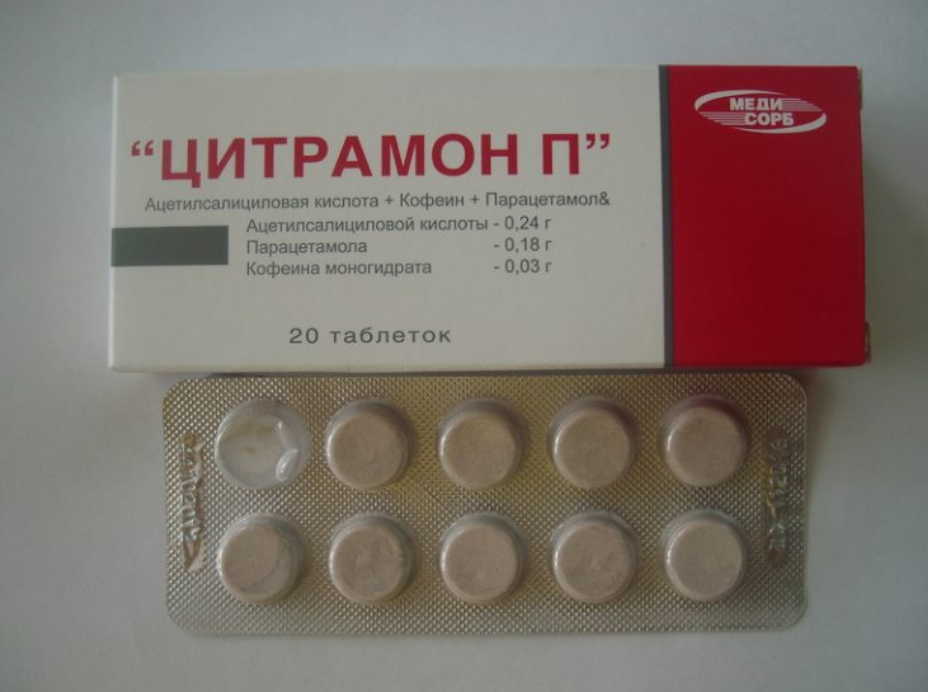 МЕДИ
СОРБ
“ЦИТРАМОН П”
Ацетилсалициловая кислота + Кофеин + Парацетамол&
Ацетилсалициловой кислоты - 0,24 г
Парацетамола - 0,18 г
Кофеина моногидрата - 0,03 г
20 таблеток